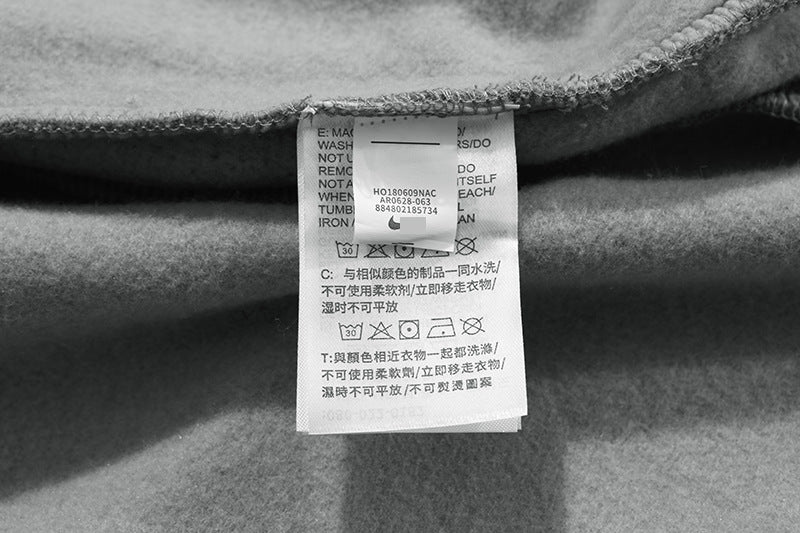 E: MAC
WASH RS/DO
NOT U
REMO DO
NOT A ITSELF
WHEN EACH/
TUMB L
IRON / AN
HO180609NAC
AR0628-063
884802185734
30
C: 与相似颜色的制品一同水洗/
不可使用柔软剂/立即移走衣物/
湿时不可平放
30
T:與顏色相近衣物一起都洗滌/
不可使用柔軟劑/立即移走衣物/
濕時不可平放/不可熨燙圖案